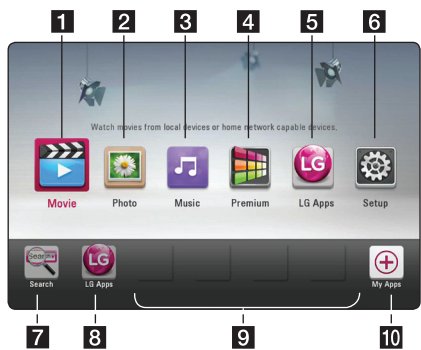 1 2 3 4 5 6
Watch movies from local devices or home network capable devices.
LG
Movie Photo Music Premium LG Apps Setup
Search LG
Search LG Apps My Apps
7 8 9 10